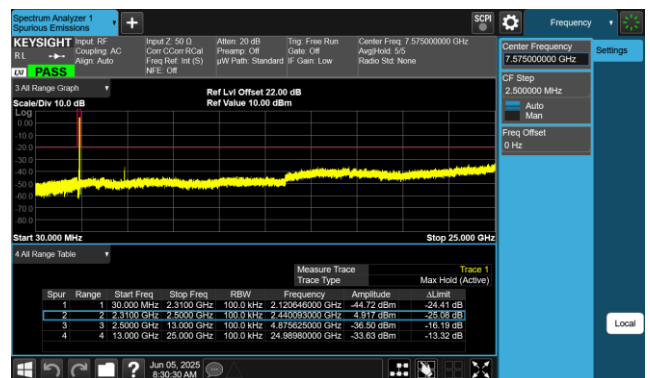 Spectrum Analyzer 1
Spurious Emissions
SCPI
Frequency
KEYSIGHT
RL
LXI PASS
Input: RF
Coupling: AC
Align: Auto
Input Z: 50 Ω
Corr CCorr RCal
Freq Ref: Int (S)
NFE: Off
Atten: 20 dB
Preamp: Off
µW Path: Standard
Trig: Free Run
Gate: Off
IF Gain: Low
Center Freq: 7.575000000 GHz
Avg|Hold: 5/5
Radio Std: None
Center Frequency
7.575000000 GHz
Settings
CF Step
2.500000 MHz
Auto
Man
Freq Offset
0 Hz
Local
3 All Range Graph
Scale/Div 10.0 dB
Ref Lvl Offset 22.00 dB
Ref Value 10.00 dBm
Log
0.00
-10.0
-20.0
-30.0
-40.0
-50.0
-60.0
-70.0
-80.0
Start 30.000 MHz
Stop 25.000 GHz
4 All Range Table
Measure Trace Trace 1
Trace Type Max Hold (Active)
Spur Range Start Freq Stop Freq RBW Frequency Amplitude ΔLimit
1 1 30.000 MHz 2.3100 GHz 100.0 kHz 2.120646000 GHz -44.72 dBm -24.41 dB
2 2 2.3100 GHz 2.5000 GHz 100.0 kHz 2.440093000 GHz 4.917 dBm -25.08 dB
3 3 2.5000 GHz 13.000 GHz 100.0 kHz 4.875625000 GHz -36.50 dBm -16.19 dB
4 4 13.000 GHz 25.000 GHz 100.0 kHz 24.98980000 GHz -33.63 dBm -13.32 dB
Jun 05, 2025
8:30:30 AM